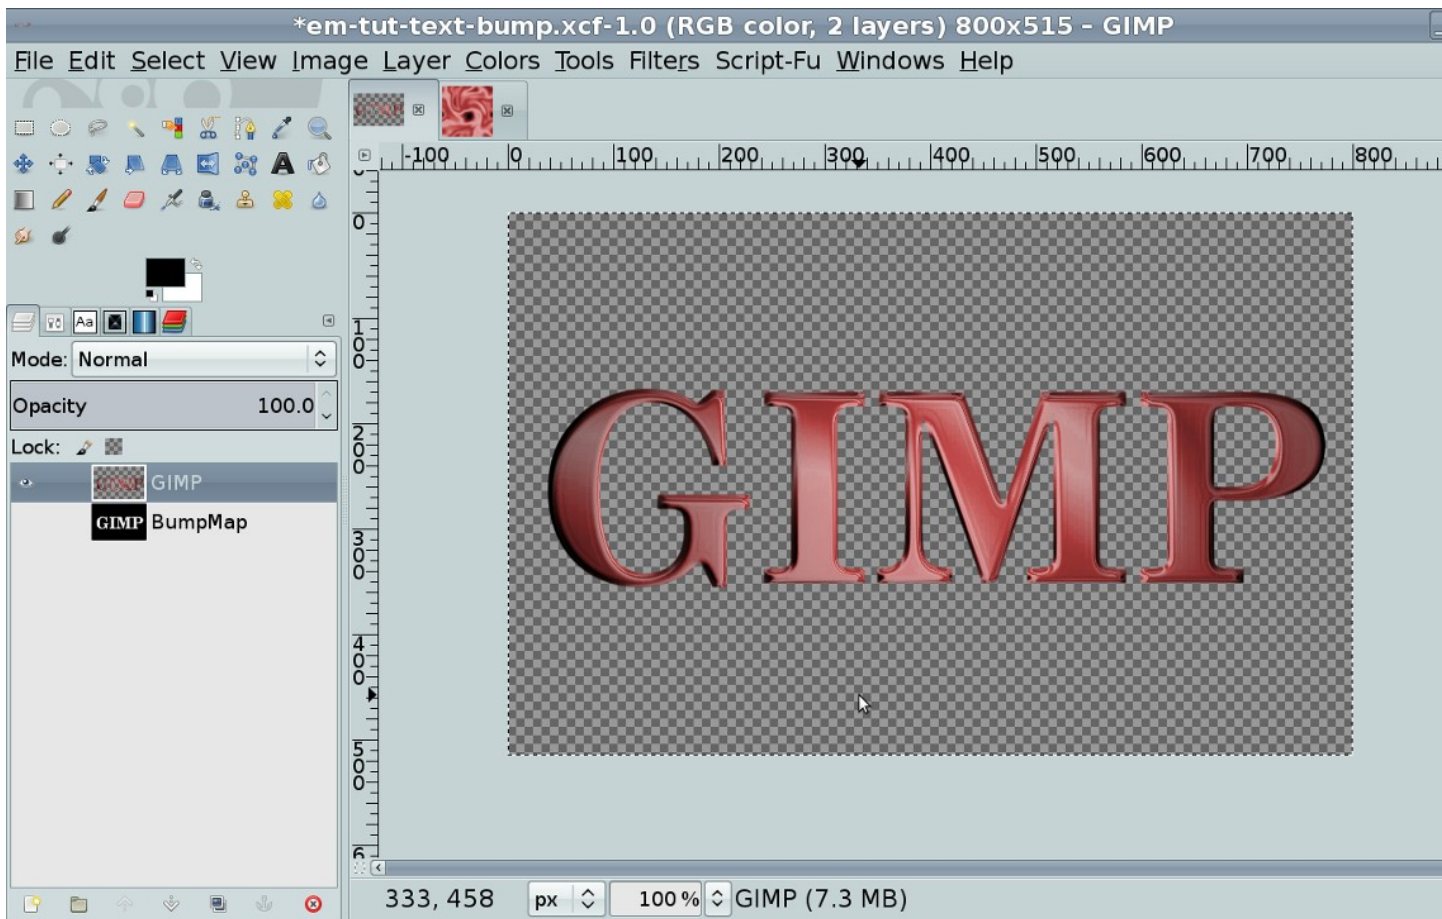 *em-tut-text-bump.xcf-1.0 (RGB color, 2 layers) 800x515 – GIMP
File Edit Select View Image Layer Colors Tools Filters Script-Fu Windows Help
-100 0 100 200 300 400 500 600 700 800
Aa
Mode: Normal
Opacity 100.0
Lock:
GIMP
GIMP BumpMap
0
100
200
300
400
500
6
GIMP
333, 458 px 100 % GIMP (7.3 MB)